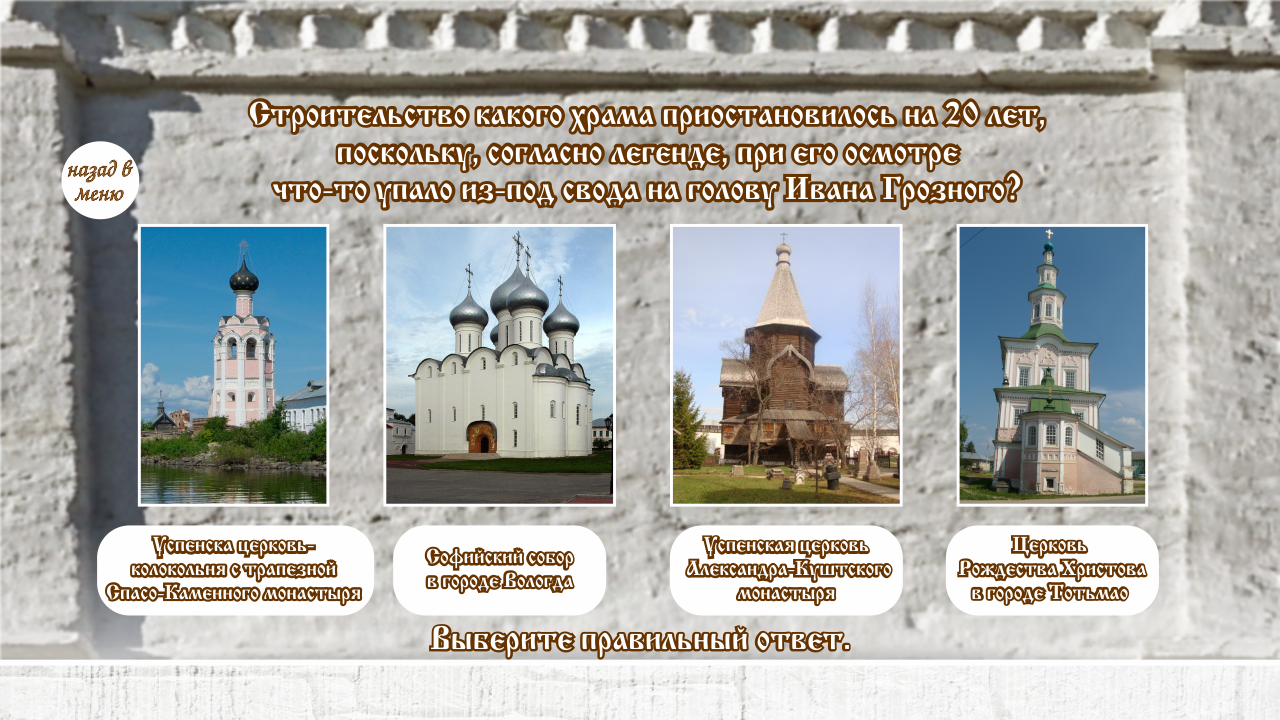 Строительство какого храма приостановилось на 20 лет,
поскольку, согласно легенде, при его осмотре
что-то упало из-под свода на голову Ивана Грозного?
назад в
меню
Успенска церковь-
колокольня с трапезной
Спасо-Каменного монастыря
Софийский собор
в городе Вологда
Успенская церковь
Александра-Куштского
монастыря
Церковь
Рождества Христова
в городе Тотьмао
Выберите правильный ответ.